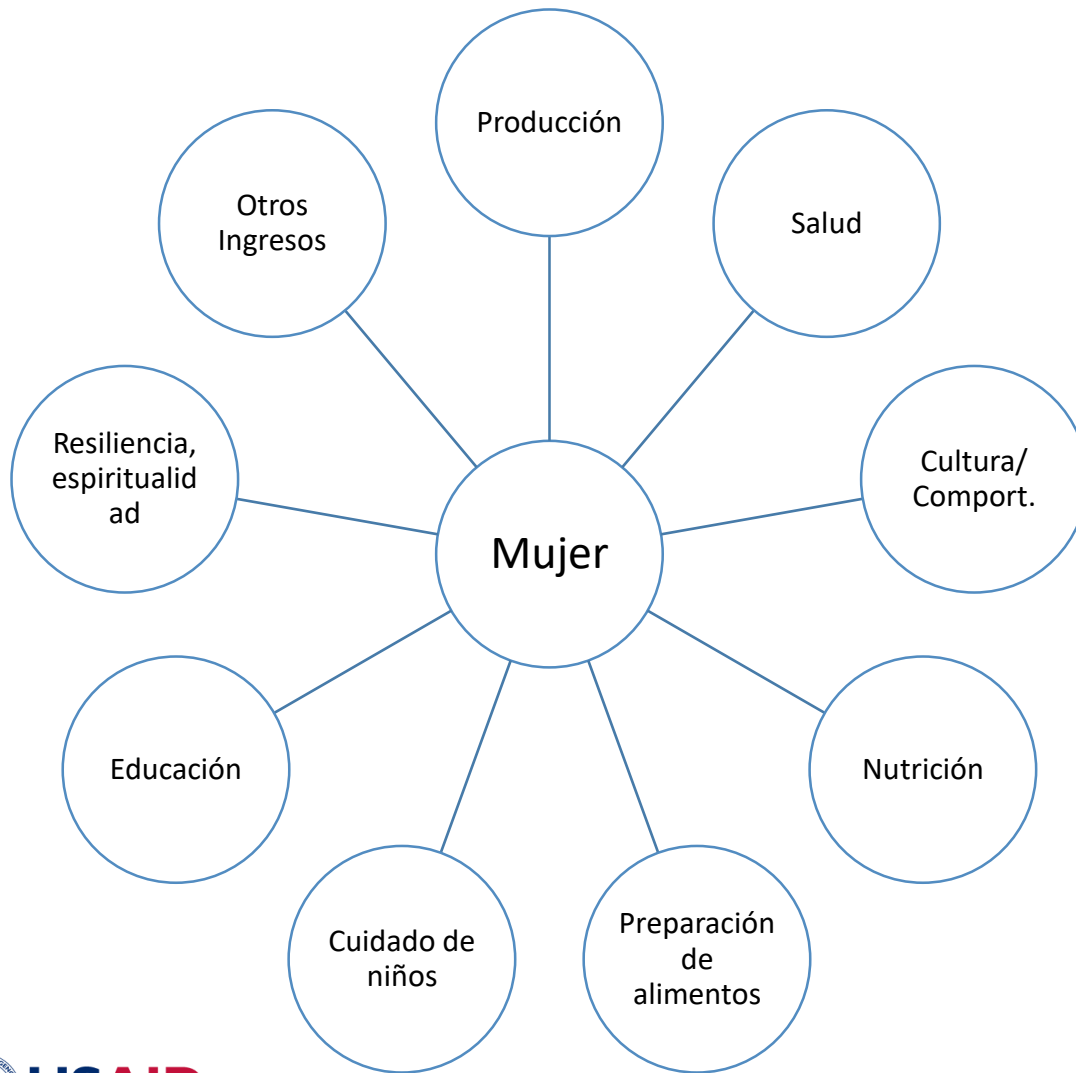 Producción
Salud
Otros
Ingresos
Cultura/
Comport.
Resiliencia,
espiritualid
ad
Mujer
Nutrición
Educación
Preparación
de
alimentos
Cuidado de
niños
USAID